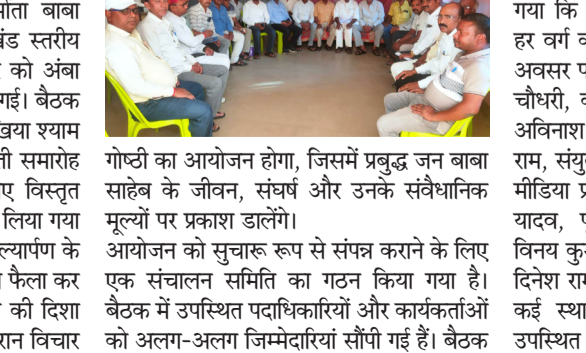 माता बाबा
खंड स्तरीय
को अंबा
गई। बैठक
श्याम
समारोह
विस्तृत
लिया गया
के
फैला कर
की दिशा
विचार
गोष्ठी का आयोजन होगा, जिसमें प्रबुद्ध जन बाबा
साहेब के जीवन, संघर्ष और उनके संवैधानिक
मूल्यों पर प्रकाश डालेंगे।
आयोजन को सुचारू रूप से संपन्न कराने के लिए
एक संचालन समिति का गठन किया गया है।
बैठक में उपस्थित पदाधिकारियों और कार्यकर्ताओं
को अलग-अलग जिम्मेदारियां सौंपी गई हैं। बैठक
गया कि
हर वर्ग
अवसर
चौधरी,
अविनाश
राम,
मीडिया
यादव,
विनय
दिनेश
कई
उपस्थित